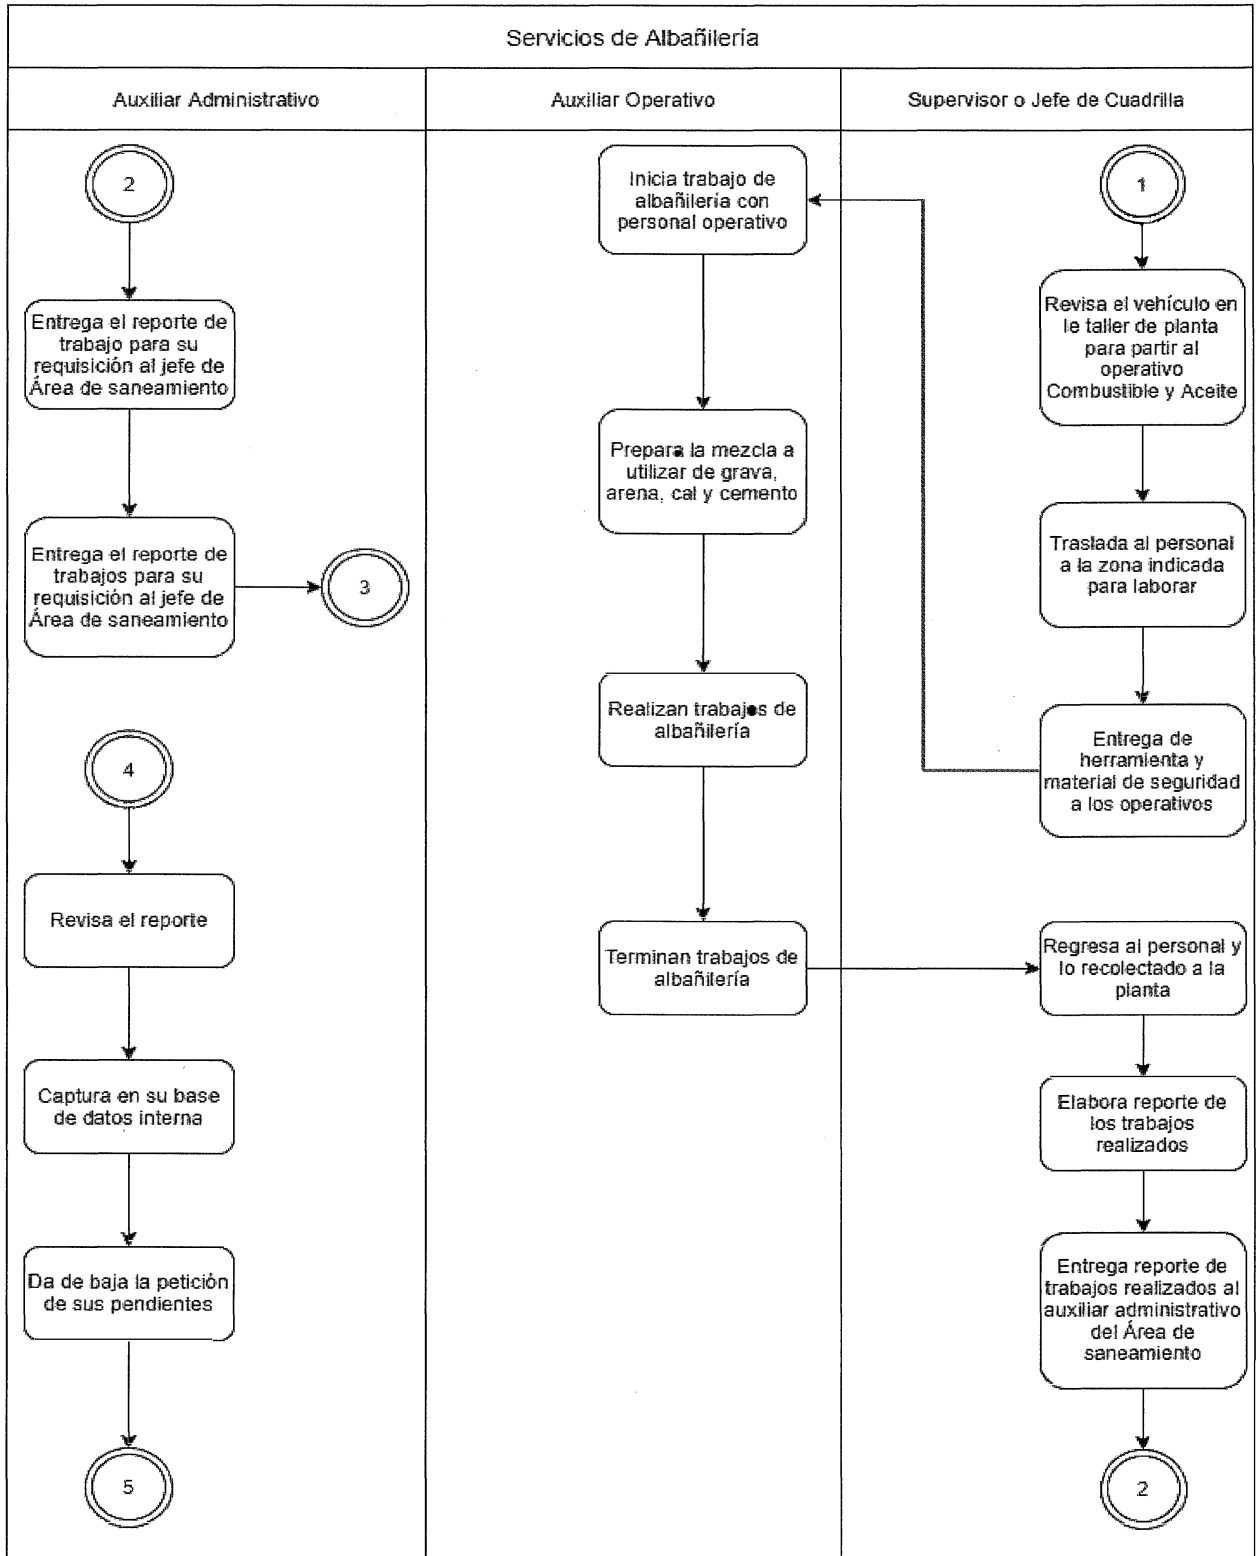 Servicios de Albañilería
Auxiliar Administrativo
Auxiliar Operativo
Supervisor o Jefe de Cuadrilla
2
Entrega el reporte de
trabajo para su
requisición al jefe de
Área de saneamiento
Entrega el reporte de
trabajos para su
requisición al jefe de
Área de saneamiento
3
4
Revisa el reporte
Captura en su base
de datos interna
Da de baja la petición
de sus pendientes
5
Inicia trabajo de
albañilería con
personal operativo
Prepara la mezcla a
utilizar de grava,
arena, cal y cemento
Realizan trabajos de
albañilería
Terminan trabajos de
albañilería
1
Revisa el vehículo en
le taller de planta
para partir al
operativo
Combustible y Aceite
Traslada al personal
a la zona indicada
para laborar
Entrega de
herramienta y
material de seguridad
a los operativos
Regresa al personal y
lo recolectado a la
planta
Elabora reporte de
los trabajos
realizados
Entrega reporte de
trabajos realizados al
auxiliar administrativo
del Área de
saneamiento
2